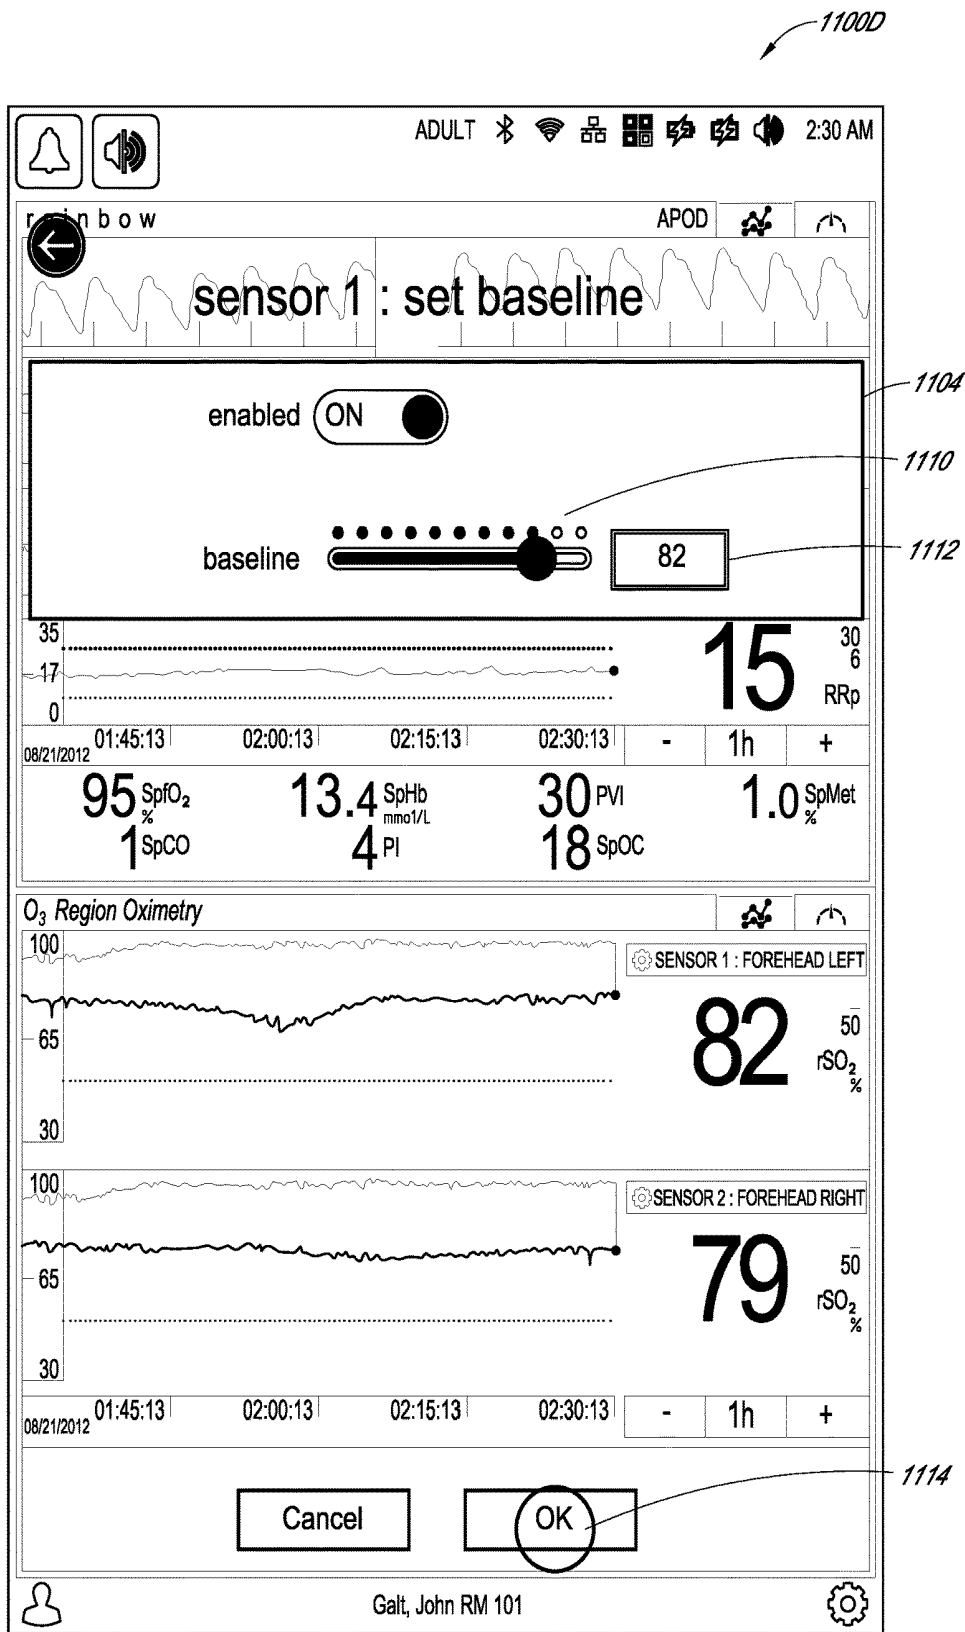 1100D
ADULT 2:30 AM
rainbow APOD
sensor 1 : set baseline
1104
enabled ON
1110
baseline 82
1112
35
17
0
15
30
6
RRp
08/21/2012 01:45:13 02:00:13 02:15:13 02:30:13 - 1h +
95 SpfO₂ % 13.4 SpHb mmo1/L 30 PVI 1.0 SpMet %
1 SpCO 4 PI 18 SpOC
O₃ Region Oximetry
100
65
30
SENSOR 1 : FOREHEAD LEFT
82
50
rSO₂
%
100
65
30
SENSOR 2 : FOREHEAD RIGHT
79
50
rSO₂
%
08/21/2012 01:45:13 02:00:13 02:15:13 02:30:13 - 1h +
1114
Cancel OK
Galt, John RM 101